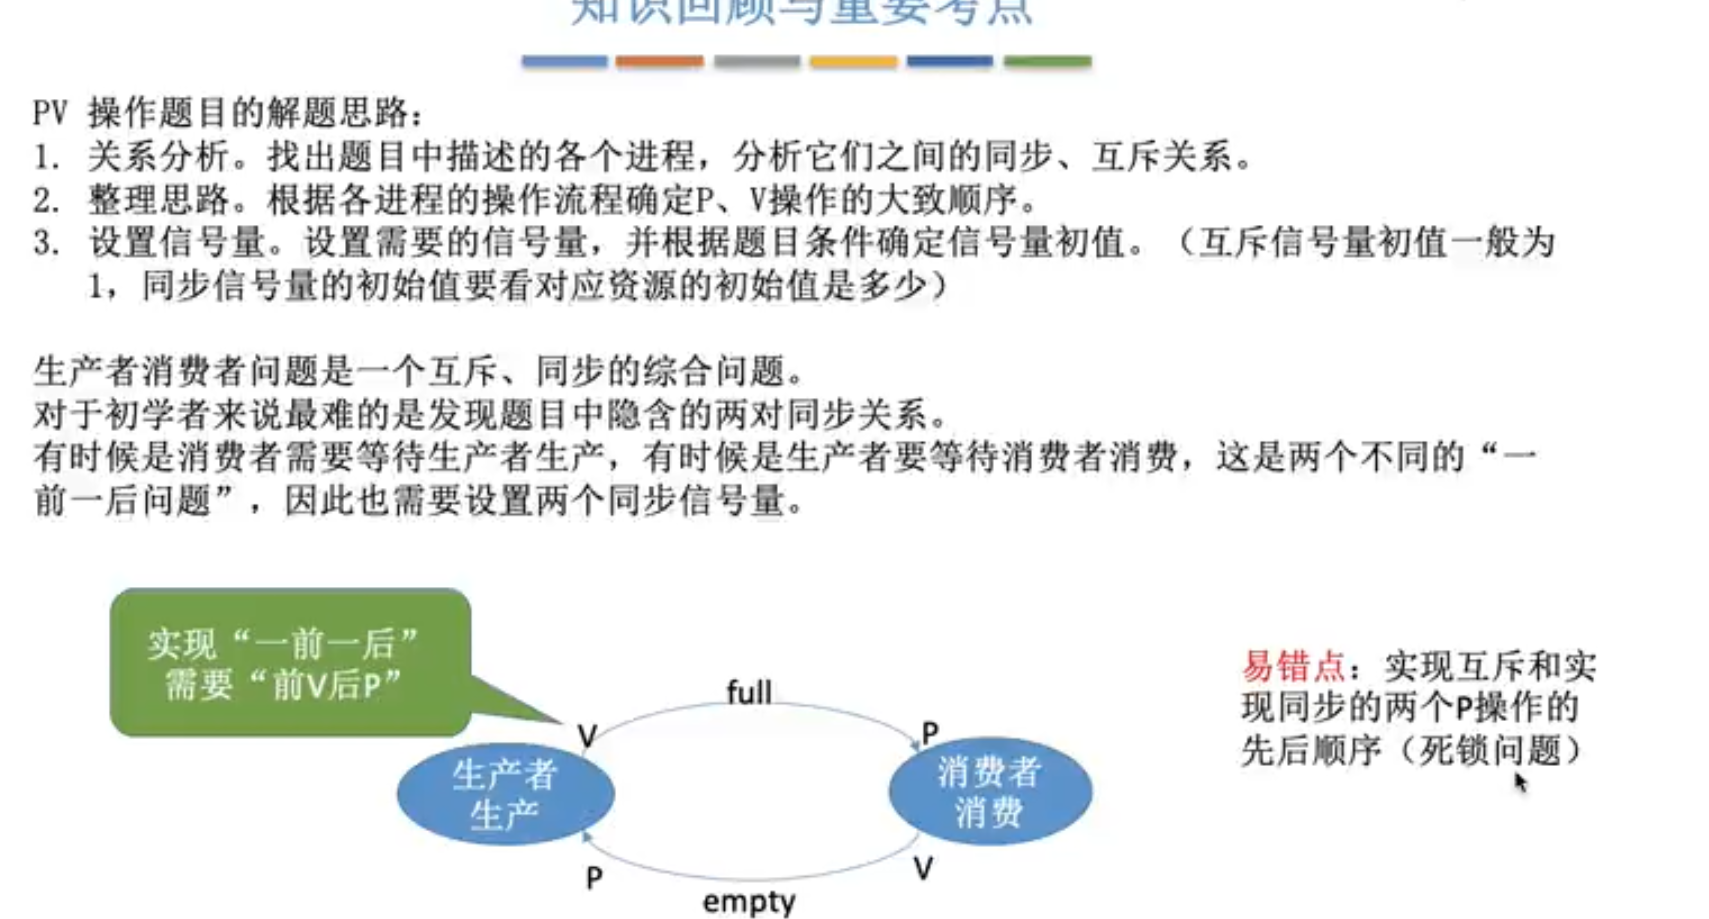 知识回顾与重要考点
PV 操作题目的解题思路：
1. 关系分析。找出题目中描述的各个进程，分析它们之间的同步、互斥关系。
2. 整理思路。根据各进程的操作流程确定P、V操作的大致顺序。
3. 设置信号量。设置需要的信号量，并根据题目条件确定信号量初值。（互斥信号量初值一般为
1，同步信号量的初始值要看对应资源的初始值是多少）
生产者消费者问题是一个互斥、同步的综合问题。
对于初学者来说最难的是发现题目中隐含的两对同步关系。
有时候是消费者需要等待生产者生产，有时候是生产者要等待消费者消费，这是两个不同的“一
前一后问题”，因此也需要设置两个同步信号量。
实现“一前一后”
需要“前V后P”
full
V
P
生产者
生产
消费者
消费
P
V
empty
易错点：实现互斥和实
现同步的两个P操作的
先后顺序（死锁问题）